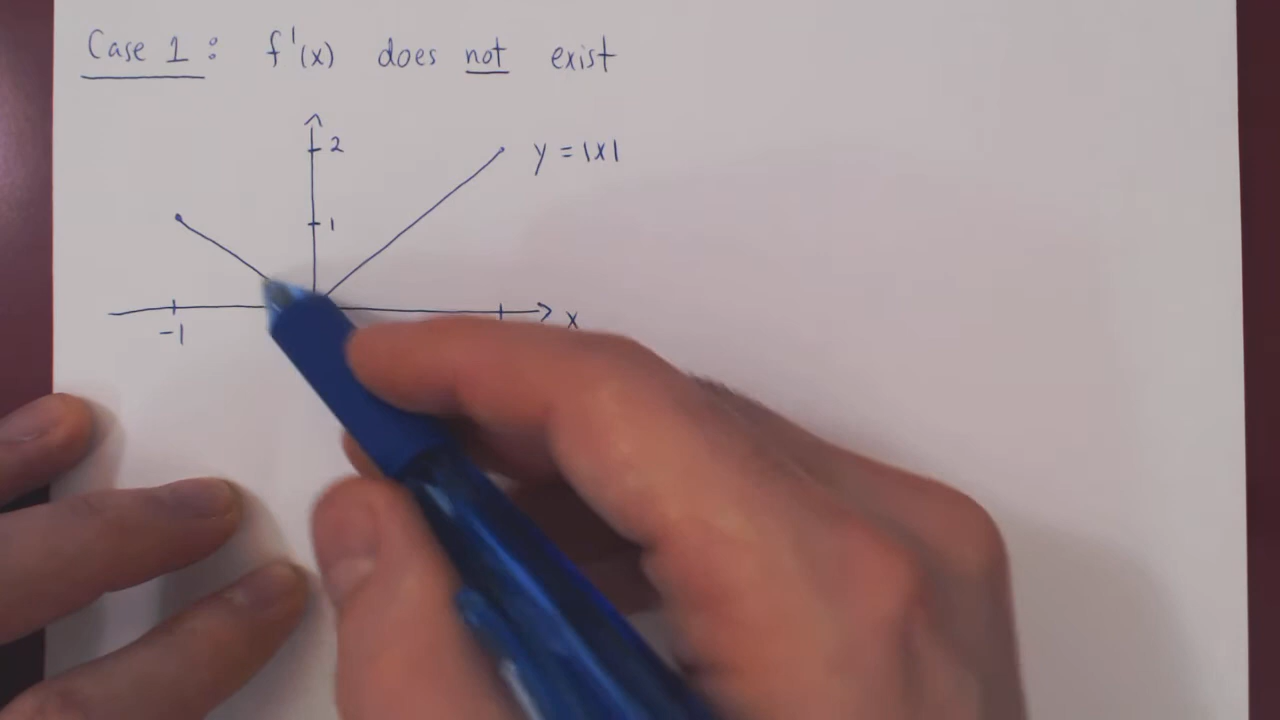 Case 1: f'(x) does not exist
2
y = |x|
1
x
-1